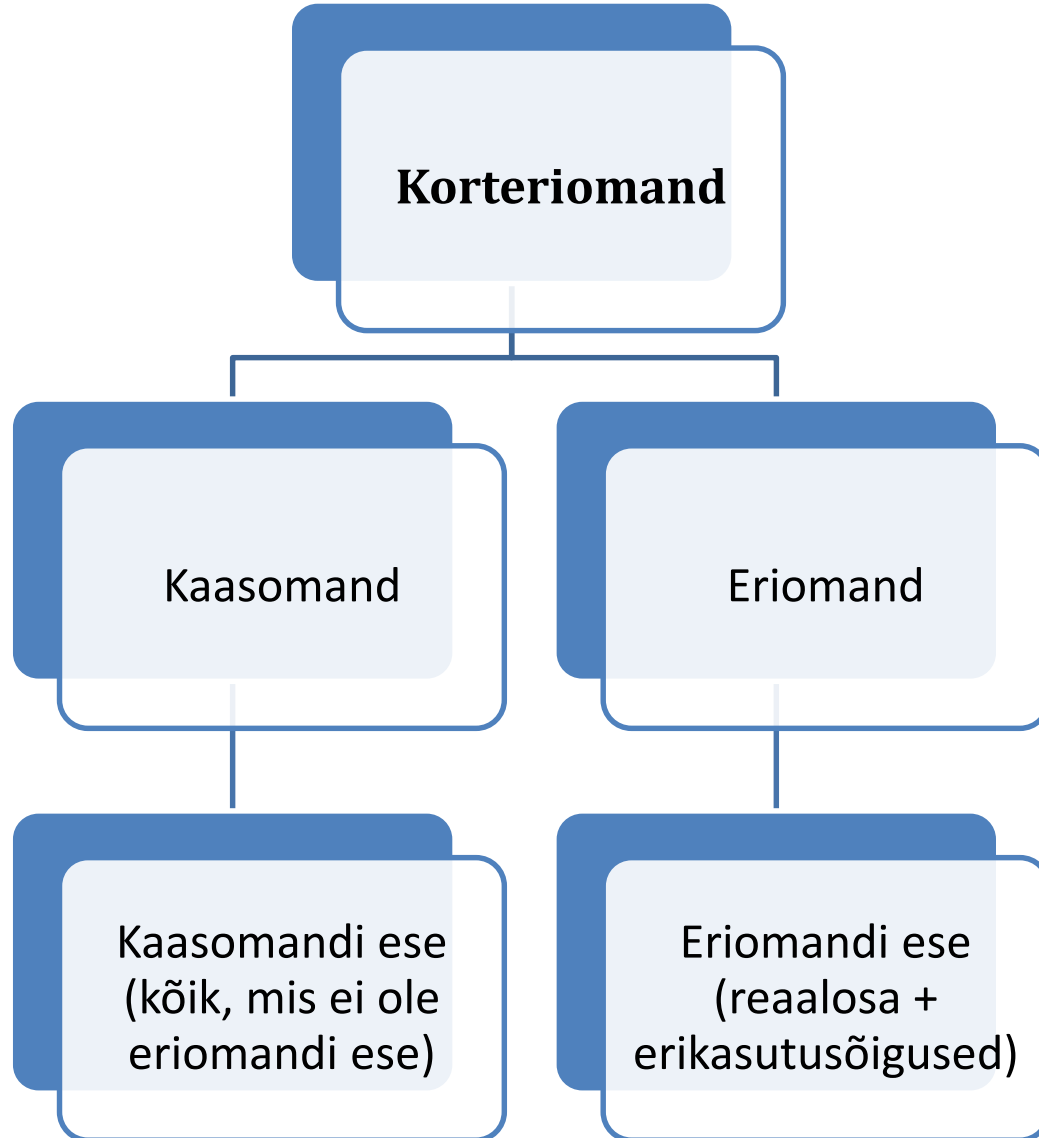 Korteriomand
Kaasomand
Eriomand
Kaasomandi ese
(kõik, mis ei ole
eriomandi ese)
Eriomandi ese
(reaalosa +
erikasutusõigused)